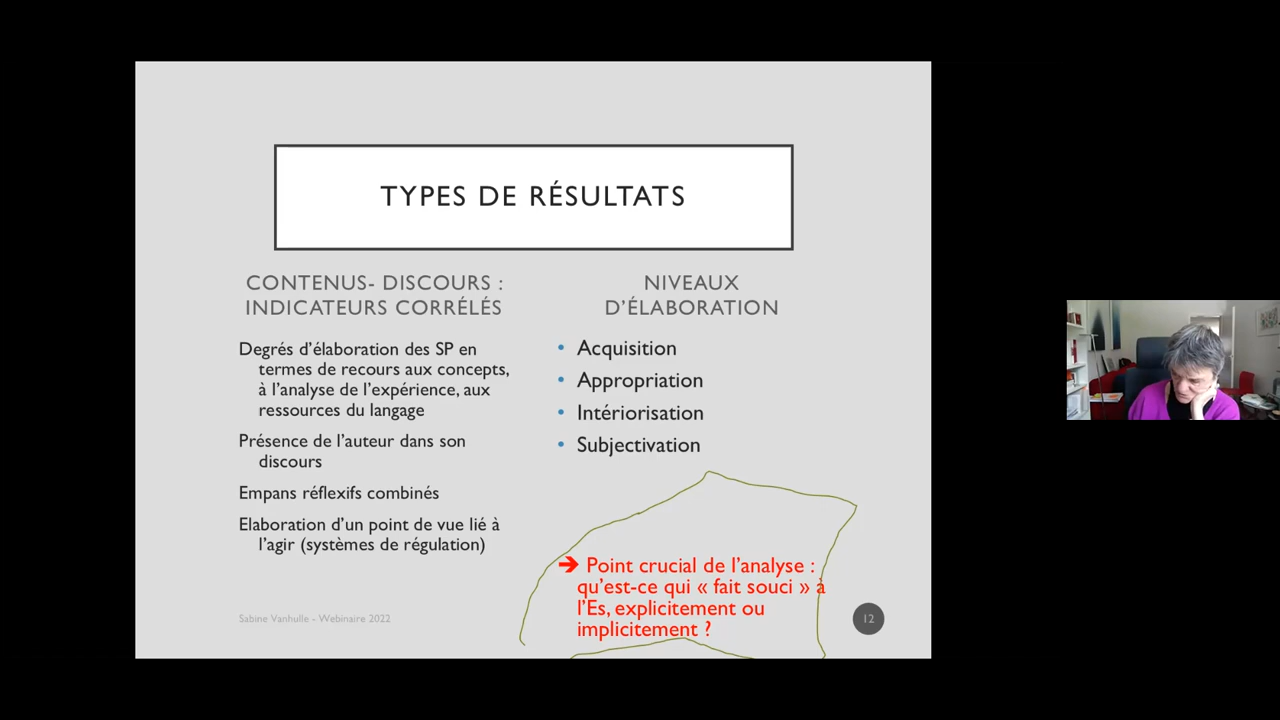 TYPES DE RÉSULTATS
CONTENUS- DISCOURS :
INDICATEURS CORRÉLÉS
Degrés d’élaboration des SP en
termes de recours aux concepts,
à l’analyse de l’expérience, aux
ressources du langage
Présence de l’auteur dans son
discours
Empans réflexifs combinés
Elaboration d’un point de vue lié à
l’agir (systèmes de régulation)
NIVEAUX
D’ÉLABORATION
• Acquisition
• Appropriation
• Intériorisation
• Subjectivation
➔ Point crucial de l’analyse :
qu’est-ce qui « fait souci » à
l’Es, explicitement ou
implicitement ?
Sabine Vanhulle - Webinaire 2022
12